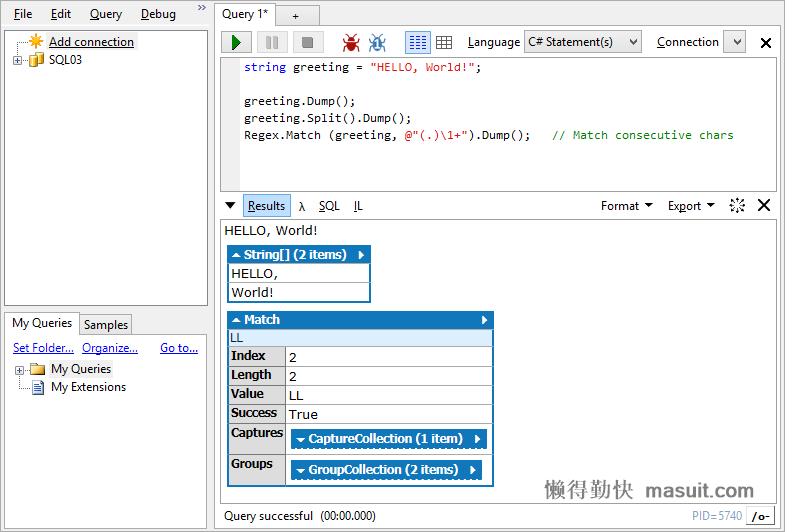 File Edit Query Debug »
Add connection
SQL03
My Queries Samples
Set Folder... Organize... Go to...
My Queries
My Extensions
Query 1* +
Language C# Statement(s) Connection
string greeting = "HELLO, World!";
greeting.Dump();
greeting.Split().Dump();
Regex.Match (greeting, @"(.)\1+").Dump();   // Match consecutive chars
Results λ SQL IL Format Export
HELLO, World!
String[] (2 items)
HELLO,
World!
Match
LL
Index 2
Length 2
Value LL
Success True
Captures CaptureCollection (1 item)
Groups GroupCollection (2 items)
懒得勤快 masuit.com
Query successful (00:00.000) PID=5740 /o-